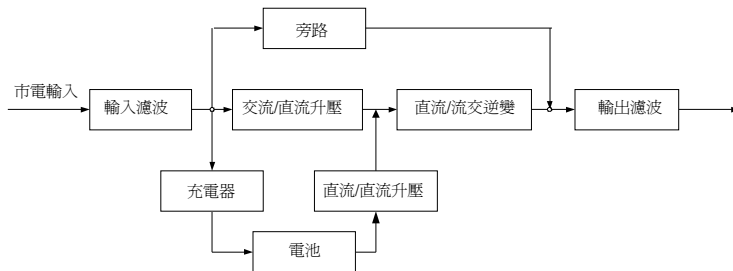 旁路
市電輸入
輸入濾波
交流/直流升壓
直流/流交逆變
輸出濾波
充電器
直流/直流升壓
電池